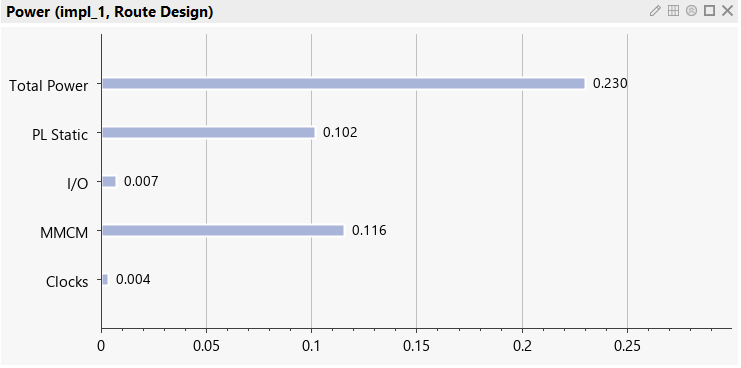 Power (impl_1, Route Design)
Total Power 0.230
PL Static 0.102
I/O 0.007
MMCM 0.116
Clocks 0.004
0 0.05 0.1 0.15 0.2 0.25